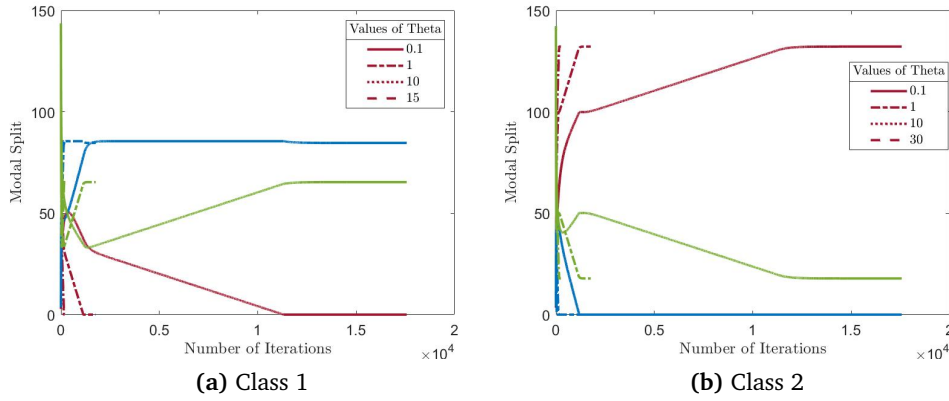 150
100
50
0
Modal Split
Values of Theta
0.1
1
10
15
0 0.5 1 1.5 2
×10⁴
Number of Iterations
(a) Class 1
150
100
50
0
Modal Split
Values of Theta
0.1
1
10
30
0 0.5 1 1.5 2
×10⁴
Number of Iterations
(b) Class 2